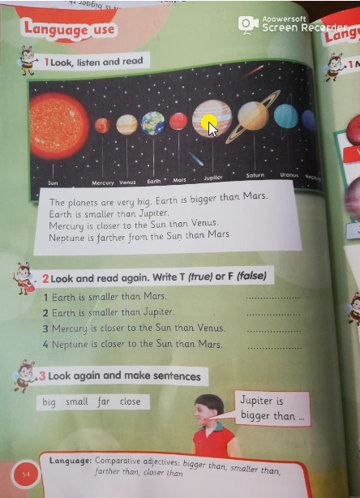 Language use
Apowersoft
Screen Recorder
1 Look, listen and read
Sun Mercury Venus Earth Mars Jupiter Saturn Uranus
The planets are very big. Earth is bigger than Mars.
Earth is smaller than Jupiter.
Mercury is closer to the Sun than Venus.
Neptune is farther from the Sun than Mars
2 Look and read again. Write T (true) or F (false)
1 Earth is smaller than Mars. ................
2 Earth is smaller than Jupiter. ................
3 Mercury is closer to the Sun than Venus. ................
4 Neptune is closer to the Sun than Mars. ................
3 Look again and make sentences
big small far close
Jupiter is
bigger than ...
54
Language: Comparative adjectives: bigger than, smaller than,
farther than, closer than